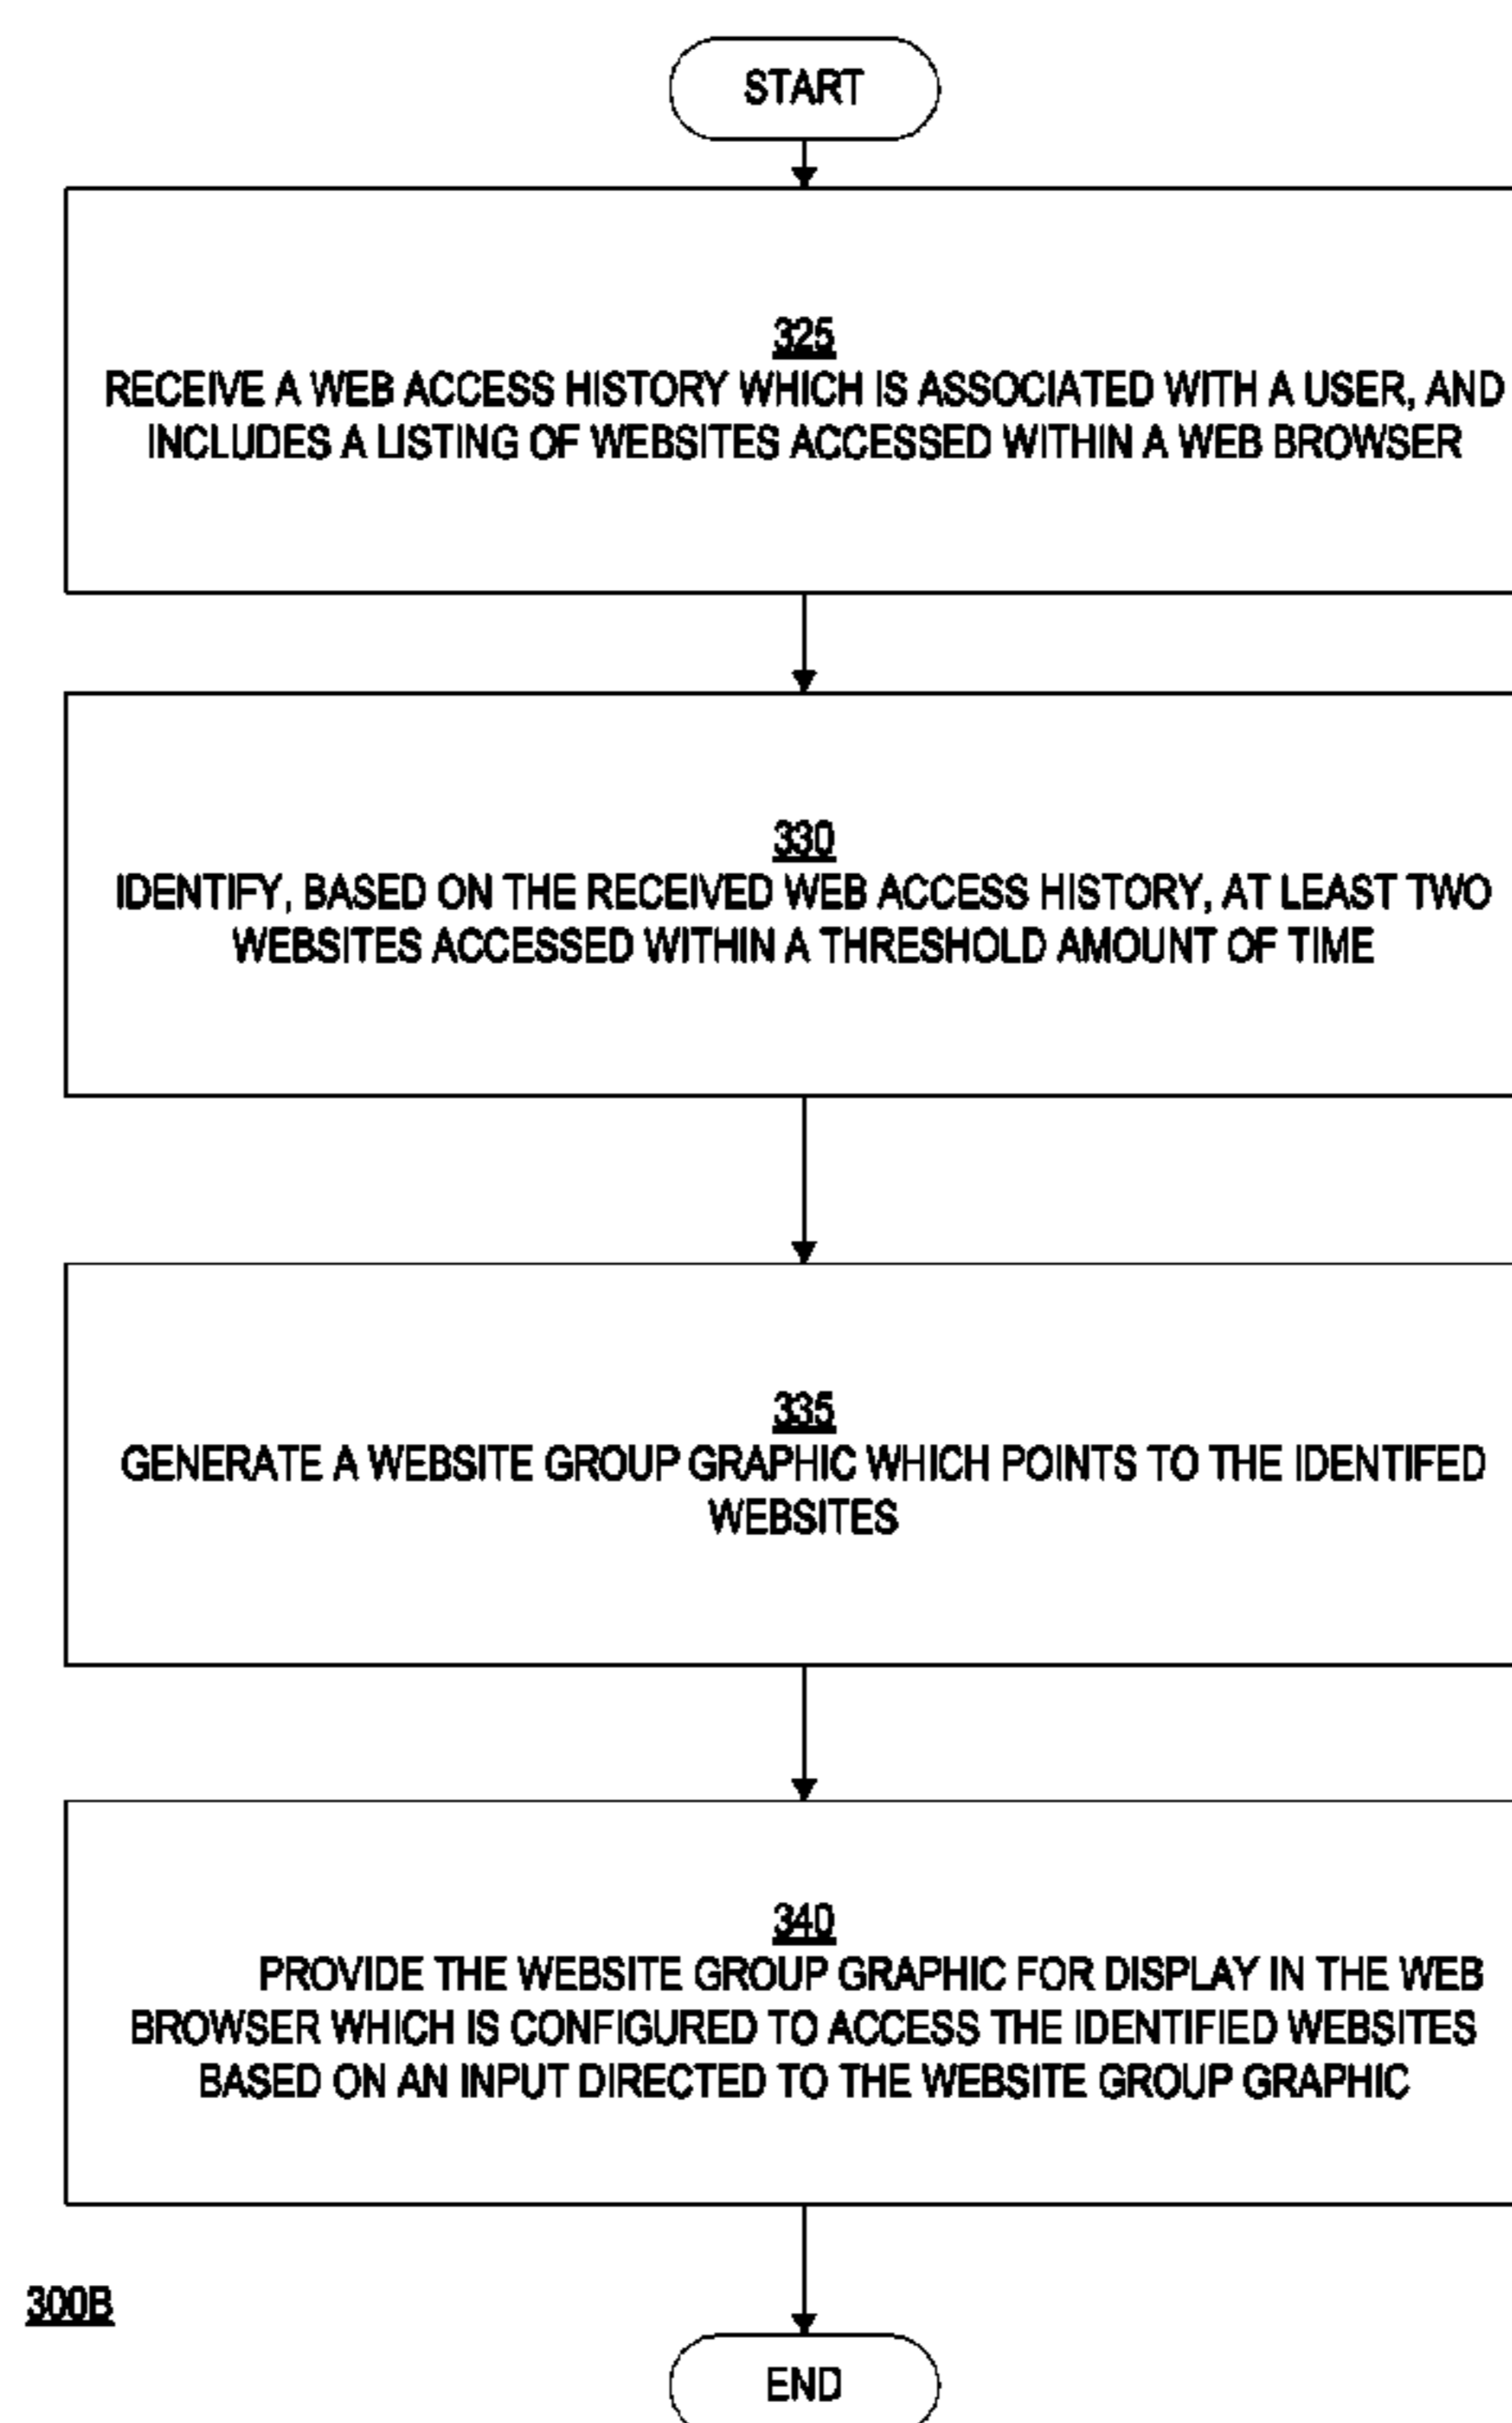 START
325
RECEIVE A WEB ACCESS HISTORY WHICH IS ASSOCIATED WITH A USER, AND
INCLUDES A LISTING OF WEBSITES ACCESSED WITHIN A WEB BROWSER
330
IDENTIFY, BASED ON THE RECEIVED WEB ACCESS HISTORY, AT LEAST TWO
WEBSITES ACCESSED WITHIN A THRESHOLD AMOUNT OF TIME
335
GENERATE A WEBSITE GROUP GRAPHIC WHICH POINTS TO THE IDENTIFED
WEBSITES
340
PROVIDE THE WEBSITE GROUP GRAPHIC FOR DISPLAY IN THE WEB
BROWSER WHICH IS CONFIGURED TO ACCESS THE IDENTIFIED WEBSITES
BASED ON AN INPUT DIRECTED TO THE WEBSITE GROUP GRAPHIC
300B
END